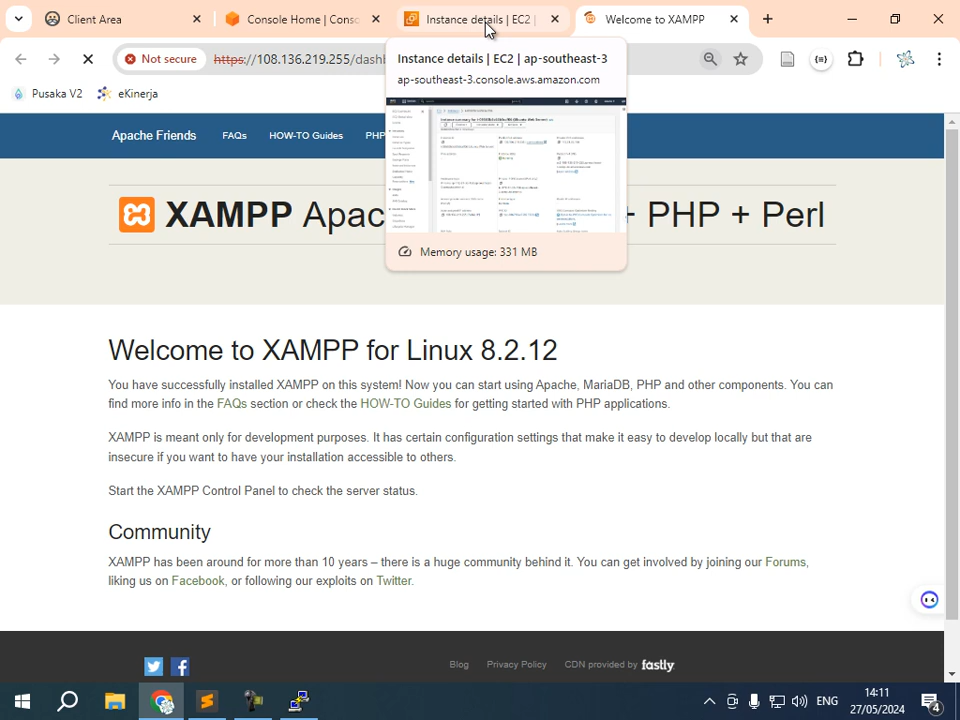 Client Area
Console Home | Conso
Instance details | EC2 |
Welcome to XAMPP
Not secure
https://108.136.219.255/dashb
Instance details | EC2 | ap-southeast-3
ap-southeast-3.console.aws.amazon.com
Pusaka V2
eKinerja
Apache Friends
FAQs
HOW-TO Guides
PHP
XAMPP Apac
+ PHP + Perl
Memory usage: 331 MB
Welcome to XAMPP for Linux 8.2.12
You have successfully installed XAMPP on this system! Now you can start using Apache, MariaDB, PHP and other components. You can
find more info in the FAQs section or check the HOW-TO Guides for getting started with PHP applications.
XAMPP is meant only for development purposes. It has certain configuration settings that make it easy to develop locally but that are
insecure if you want to have your installation accessible to others.
Start the XAMPP Control Panel to check the server status.
Community
XAMPP has been around for more than 10 years – there is a huge community behind it. You can get involved by joining our Forums,
liking us on Facebook, or following our exploits on Twitter.
Blog
Privacy Policy
CDN provided by fastly
ENG
14:11
27/05/2024
4